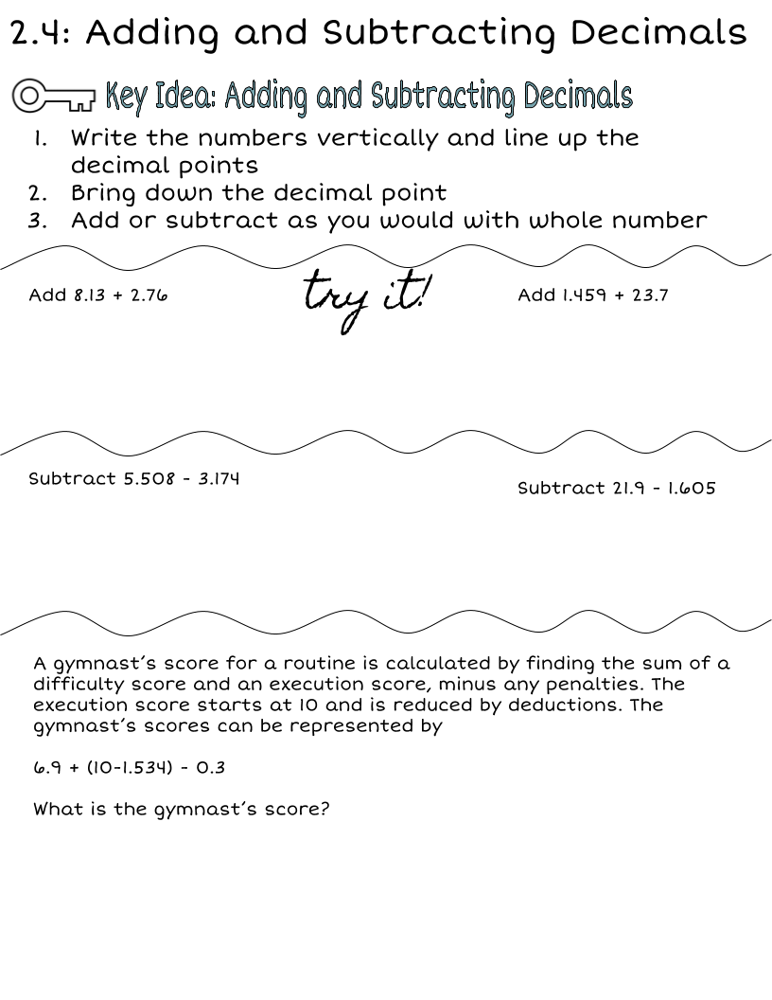 2.4: Adding and Subtracting Decimals
Key Idea: Adding and Subtracting Decimals
1. Write the numbers vertically and line up the
decimal points
2. Bring down the decimal point
3. Add or subtract as you would with whole number
try it!
Add 8.13 + 2.76
Add 1.459 + 23.7
Subtract 5.508 - 3.174
Subtract 21.9 - 1.605
A gymnast's score for a routine is calculated by finding the sum of a
difficulty score and an execution score, minus any penalties. The
execution score starts at 10 and is reduced by deductions. The
gymnast's scores can be represented by
6.9 + (10-1.534) - 0.3
What is the gymnast's score?